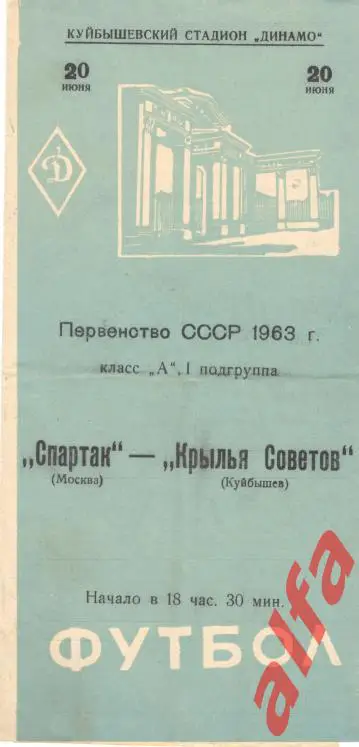 КУЙБЫШЕВСКИЙ СТАДИОН „ДИНАМО"
20 июня
20 июня
Д
Первенство СССР 1963 г.
класс „А", I подгруппа
„Спартак" — „Крылья Советов"
(Москва) (Куйбышев)
Начало в 18 час. 30 мин.
ФУТБОЛ
alfa